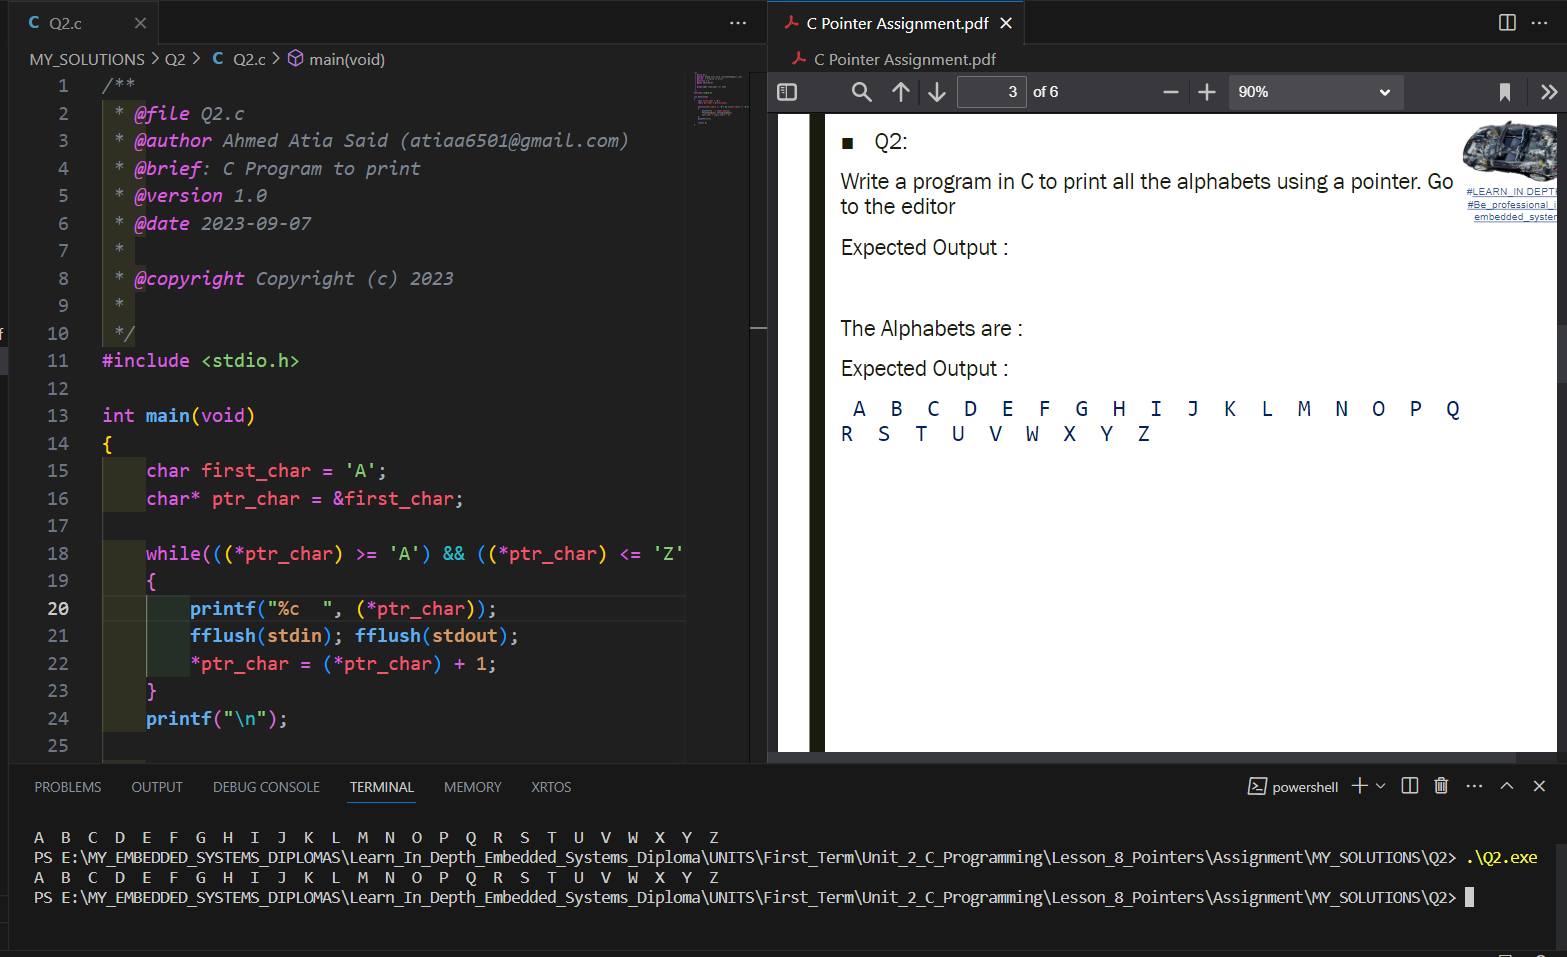 Q2.c
MY_SOLUTIONS > Q2 > C Q2.c > main(void)
1 /**
2 * @file Q2.c
3 * @author Ahmed Atia Said (atiaa6501@gmail.com)
4 * @brief: C Program to print
5 * @version 1.0
6 * @date 2023-09-07
7 *
8 * @copyright Copyright (c) 2023
9 *
10 */
11 #include <stdio.h>
12
13 int main(void)
14 {
15 char first_char = 'A';
16 char* ptr_char = &first_char;
17
18 while(((*ptr_char) >= 'A') && ((*ptr_char) <= 'Z'
19 {
20 printf("%c  ", (*ptr_char));
21 fflush(stdin); fflush(stdout);
22 *ptr_char = (*ptr_char) + 1;
23 }
24 printf("\n");
25
C Pointer Assignment.pdf
C Pointer Assignment.pdf
3 of 6
90%
■ Q2:
Write a program in C to print all the alphabets using a pointer. Go
to the editor
Expected Output :
The Alphabets are :
Expected Output :
A B C D E F G H I J K L M N O P Q
R S T U V W X Y Z
#LEARN_IN DEPTH
#Be_professional_i
embedded_syster
PROBLEMS OUTPUT DEBUG CONSOLE TERMINAL MEMORY XRTOS
powershell
A B C D E F G H I J K L M N O P Q R S T U V W X Y Z
PS E:\MY_EMBEDDED_SYSTEMS_DIPLOMAS\Learn_In_Depth_Embedded_Systems_Diploma\UNITS\First_Term\Unit_2_C_Programming\Lesson_8_Pointers\Assignment\MY_SOLUTIONS\Q2> .\Q2.exe
A B C D E F G H I J K L M N O P Q R S T U V W X Y Z
PS E:\MY_EMBEDDED_SYSTEMS_DIPLOMAS\Learn_In_Depth_Embedded_Systems_Diploma\UNITS\First_Term\Unit_2_C_Programming\Lesson_8_Pointers\Assignment\MY_SOLUTIONS\Q2>